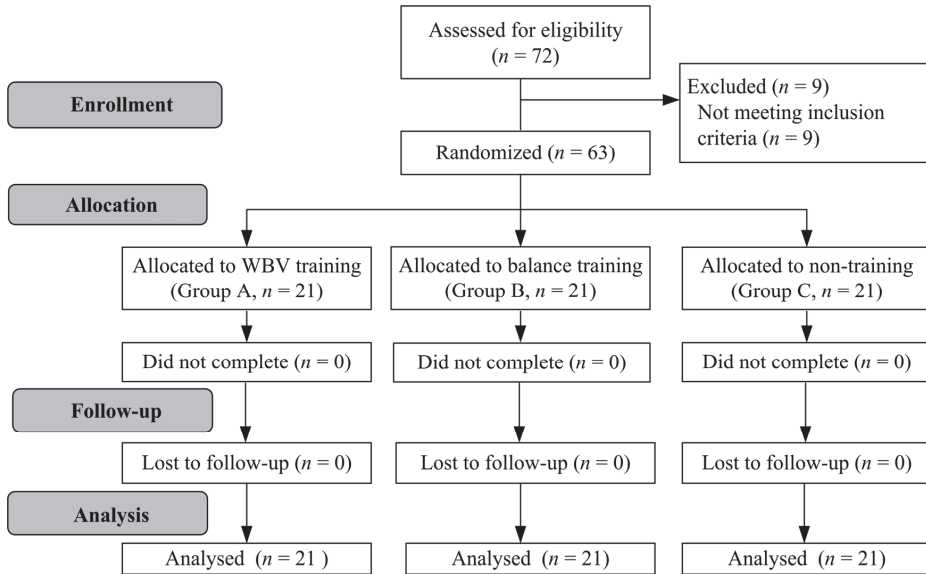 Assessed for eligibility
(n = 72)
Enrollment
Excluded (n = 9)
Not meeting inclusion
criteria (n = 9)
Randomized (n = 63)
Allocation
Allocated to WBV training
(Group A, n = 21)
Allocated to balance training
(Group B, n = 21)
Allocated to non-training
(Group C, n = 21)
Did not complete (n = 0)
Did not complete (n = 0)
Did not complete (n = 0)
Follow-up
Lost to follow-up (n = 0)
Lost to follow-up (n = 0)
Lost to follow-up (n = 0)
Analysis
Analysed (n = 21 )
Analysed (n = 21)
Analysed (n = 21)